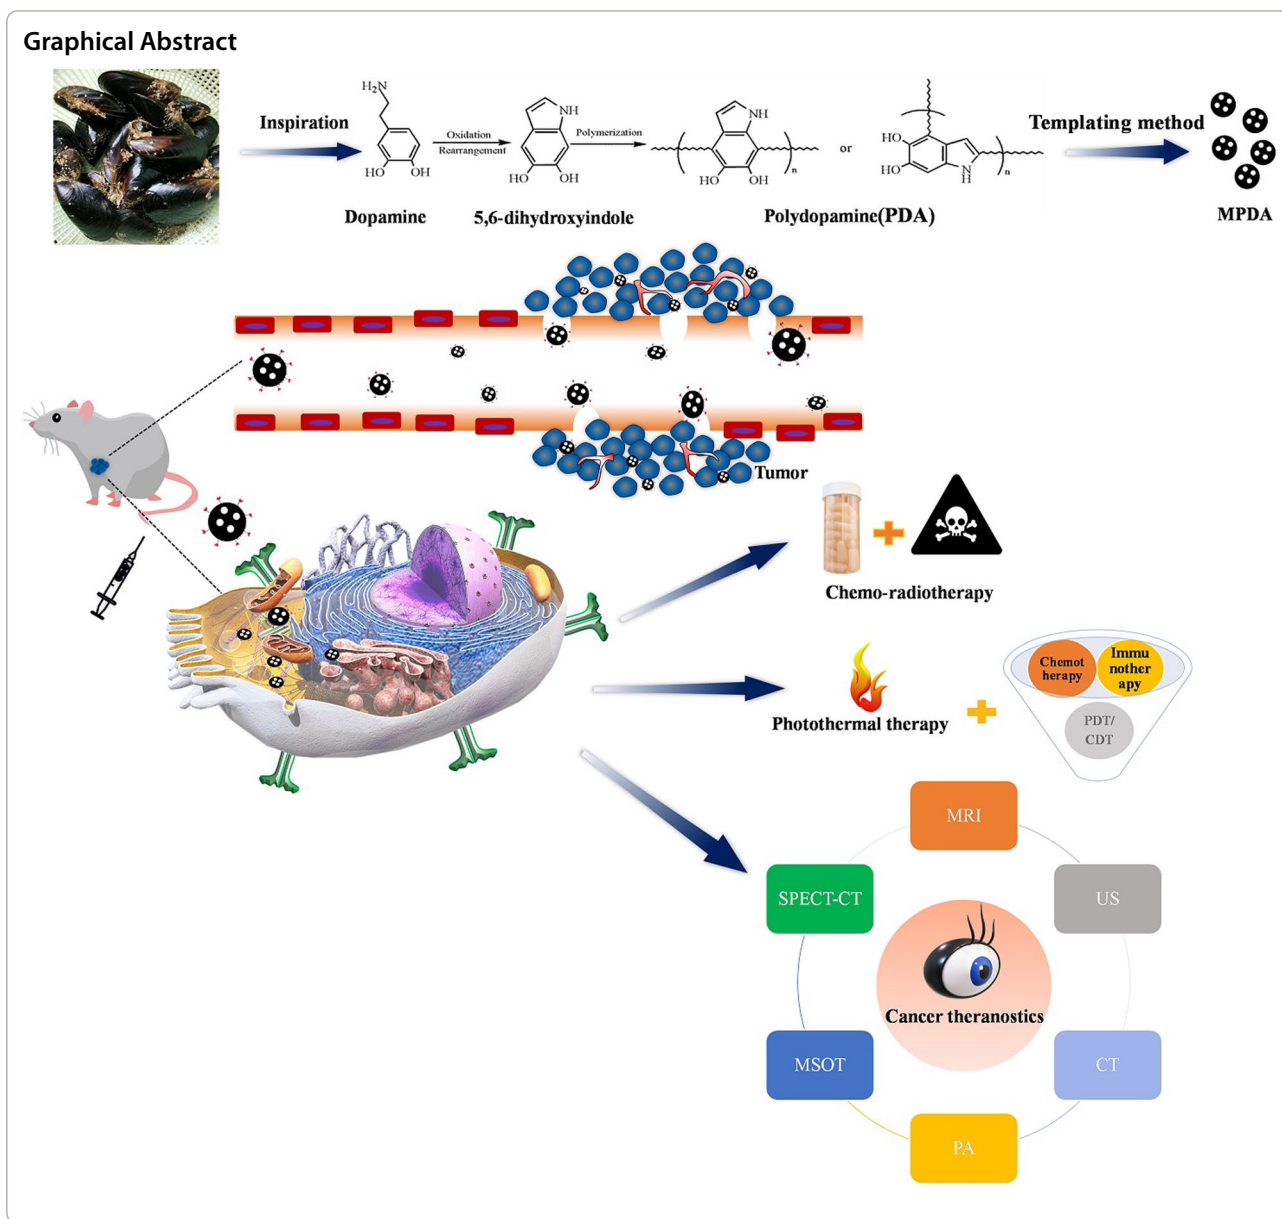 Graphical Abstract
Inspiration
H₂N
HO
OH
Dopamine
Oxidation
Rearrangement
NH
HO
OH
5,6-dihydroxyindole
Polymerization
NH
HO
OH
n
or
HO
HO
N
H
n
Polydopamine(PDA)
Templating method
MPDA
Tumor
Chemo-radiotherapy
Photothermal therapy
Chemot
herapy
Immu
nother
apy
PDT/
CDT
MRI
SPECT-CT
US
Cancer theranostics
MSOT
CT
PA